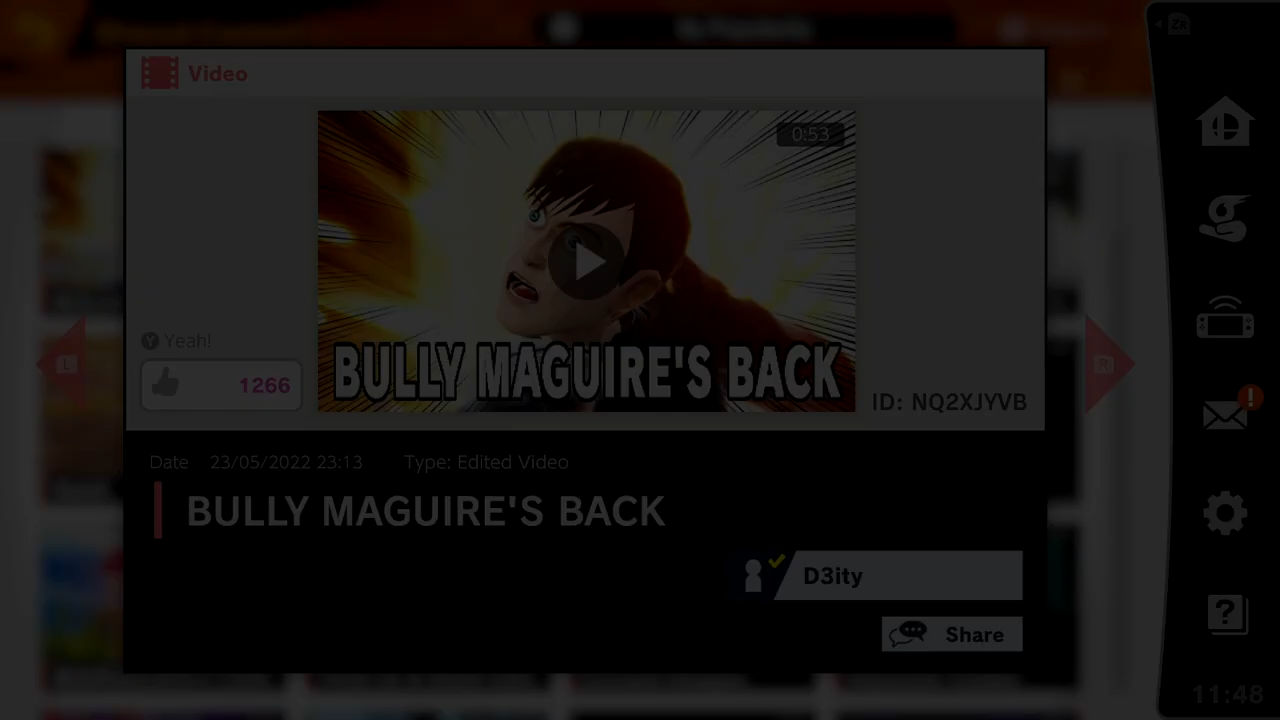 ZR
Video
0:53
BULLY MAGUIRE'S BACK
Y Yeah!
1266
ID: NQ2XJYVB
L
R
Date 23/05/2022 23:13 Type: Edited Video
BULLY MAGUIRE'S BACK
D3ity
Share
11:48